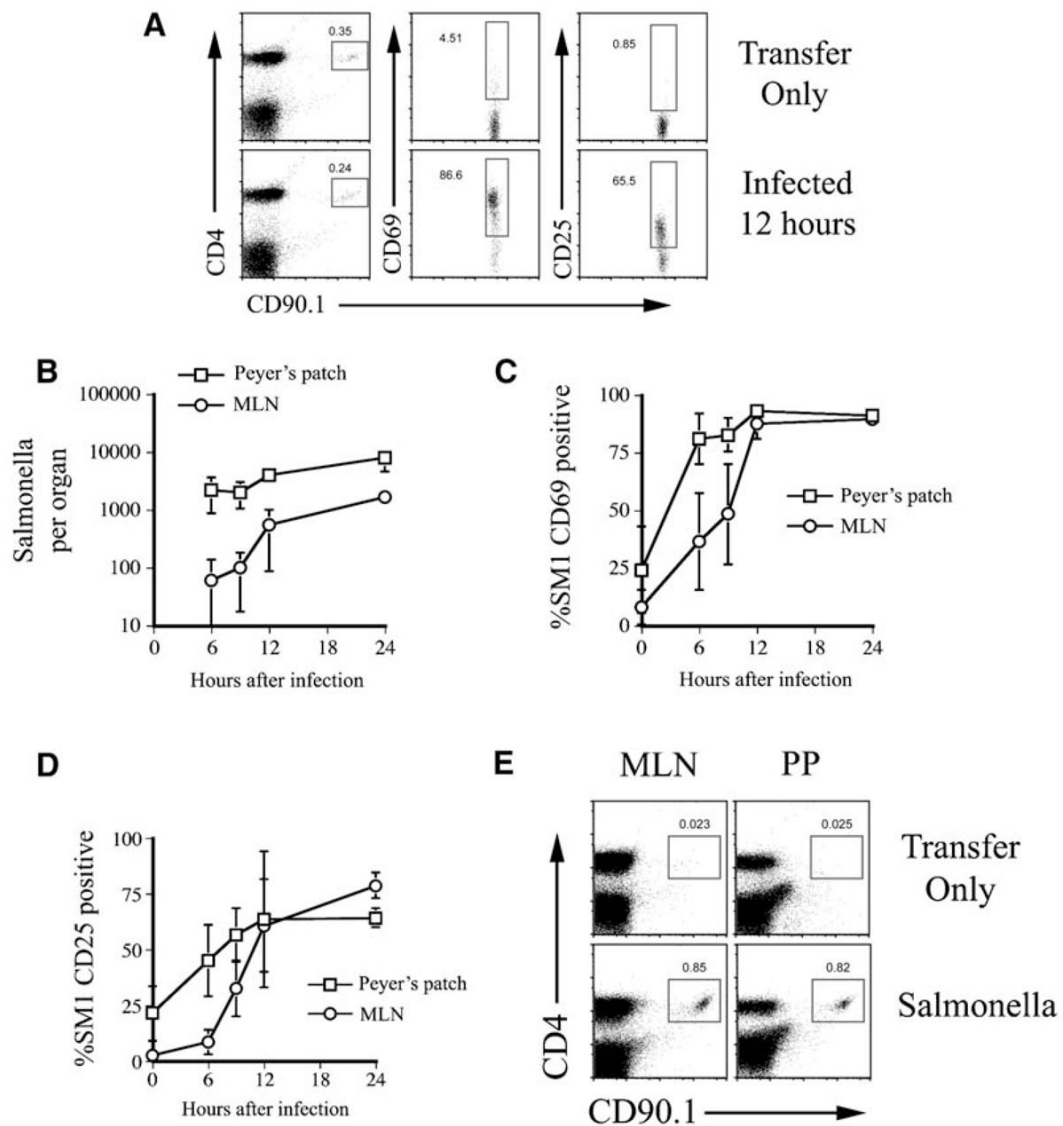 A
CD4
0.35
CD69
4.51
CD25
0.85
Transfer
Only
0.24
86.6
65.5
Infected
12 hours
CD90.1
B
Peyer's patch
MLN
Salmonella
per organ
100000
10000
1000
100
10
0 6 12 18 24
Hours after infection
C
%SM1 CD69 positive
100
75
50
25
0
Peyer's patch
MLN
0 6 12 18 24
Hours after infection
D
%SM1 CD25 positive
100
75
50
25
0
Peyer's patch
MLN
0 6 12 18 24
Hours after infection
E
MLN PP
0.023 0.025
Transfer
Only
0.85 0.82
Salmonella
CD4
CD90.1